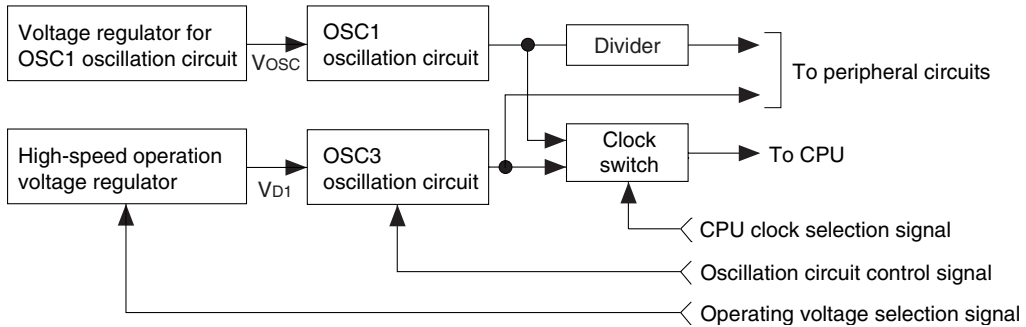 Voltage regulator for
OSC1 oscillation circuit
VOSC
OSC1
oscillation circuit
Divider
To peripheral circuits
High-speed operation
voltage regulator
VD1
OSC3
oscillation circuit
Clock
switch
To CPU
CPU clock selection signal
Oscillation circuit control signal
Operating voltage selection signal